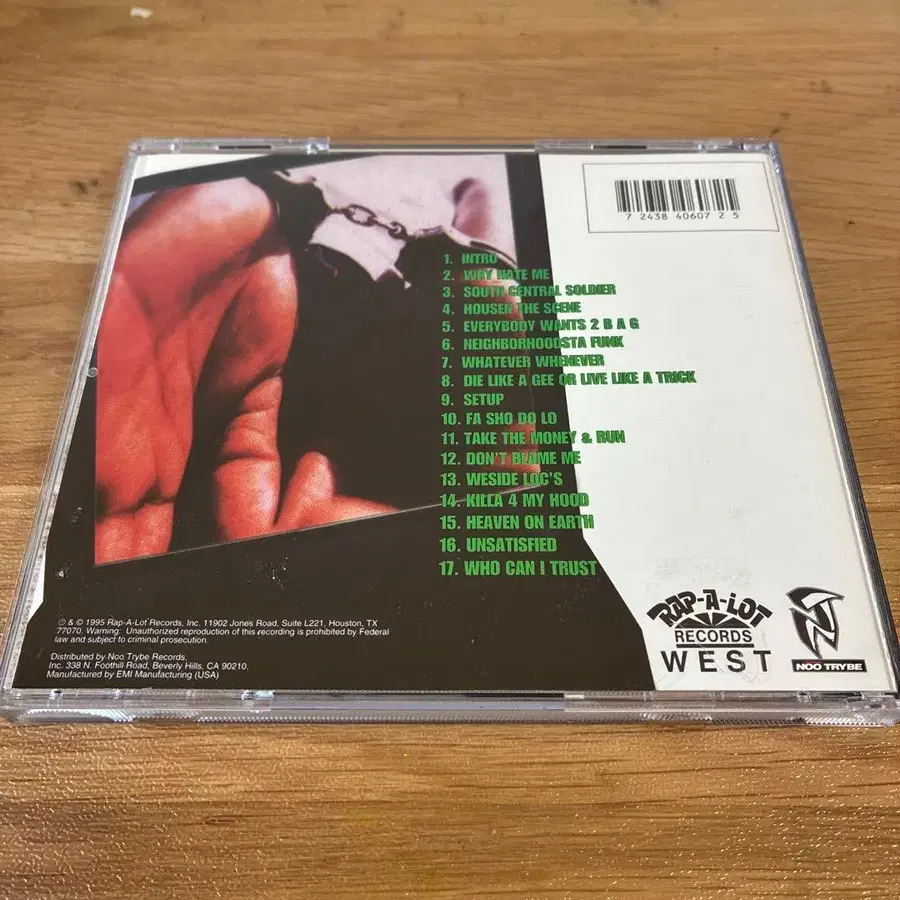 7 24384 06072 5
1. INTRO
2. WHY HATE ME
3. SOUTH CENTRAL SOLDIER
4. HOUSEN THE SCENE
5. EVERYBODY WANTS 2 B A G
6. NEIGHBORHOODSTA FUNK
7. WHATEVER WHENEVER
8. DIE LIKE A GEE OR LIVE LIKE A TRICK
9. SETUP
10. FA SHO DO LO
11. TAKE THE MONEY & RUN
12. DON'T BLAME ME
13. WESIDE LOC'S
14. KILLA 4 MY HOOD
15. HEAVEN ON EARTH
16. UNSATISFIED
17. WHO CAN I TRUST
℗ & © 1995 Rap-A-Lot Records, Inc. 11902 Jones Road, Suite L221, Houston, TX
77070. Warning: Unauthorized reproduction of this recording is prohibited by Federal
law and subject to criminal prosecution.
Distributed by Noo Trybe Records.
Inc. 338 N. Foothill Road, Beverly Hills, CA 90210.
Manufactured by EMI Manufacturing (USA)
RAP-A-LOT
RECORDS
WEST
NOO TRYBE